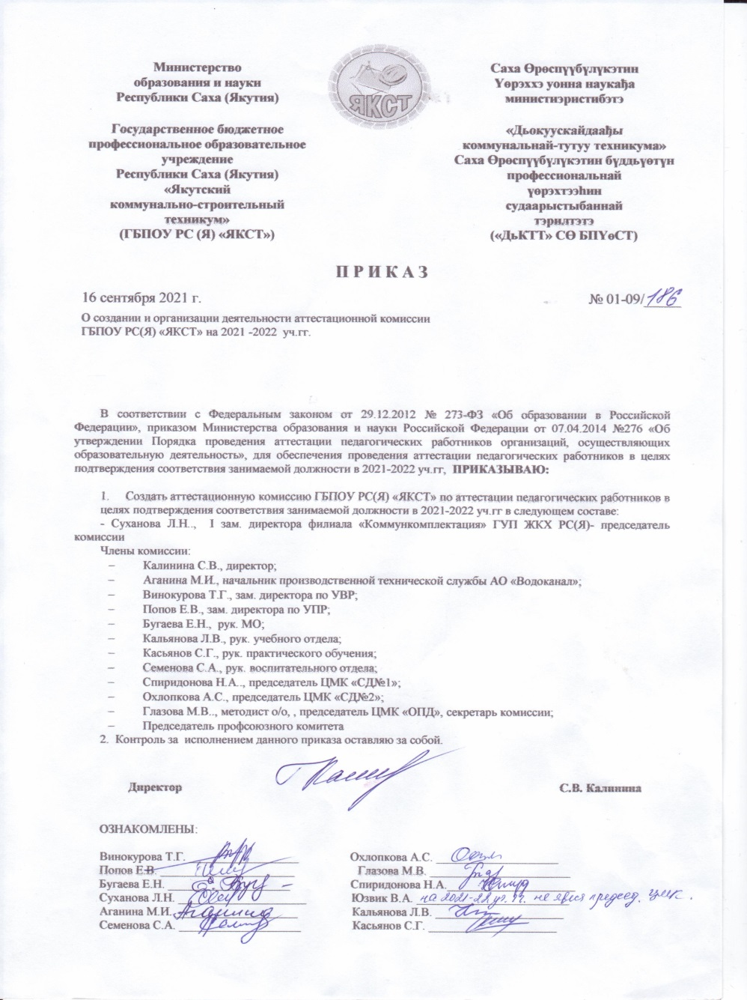 Министерство
образования и науки
Республики Саха (Якутия)
Государственное бюджетное
профессиональное образовательное
учреждение
Республики Саха (Якутия)
«Якутский
коммунально-строительный
техникум»
(ГБПОУ РС (Я) «ЯКСТ»)
ЯКСТ
Саха Өрөспүүбүлүкэтин
Үөрэххэ уонна наукаҕа
министиэристибэтэ
«Дьокуускайдааҕы
коммунальнай-тутуу техникума»
Саха Өрөспүүбүлүкэтин бүддьүөтүн
профессиональнай
үөрэхтээһин
судаарыстыбаннай
тэрилтэтэ
(«ДьКТТ» СӨ БПҮөСТ)
П Р И К А З
16 сентября 2021 г. № 01-09/186
О создании и организации деятельности аттестационной комиссии
ГБПОУ РС(Я) «ЯКСТ» на 2021 -2022 уч.гг.
В соответствии с Федеральным законом от 29.12.2012 № 273-ФЗ «Об образовании в Российской
Федерации», приказом Министерства образования и науки Российской Федерации от 07.04.2014 №276 «Об
утверждении Порядка проведения аттестации педагогических работников организаций, осуществляющих
образовательную деятельность», для обеспечения проведения аттестации педагогических работников в целях
подтверждения соответствия занимаемой должности в 2021-2022 уч.гг, ПРИКАЗЫВАЮ:
1. Создать аттестационную комиссию ГБПОУ РС(Я) «ЯКСТ» по аттестации педагогических работников в
целях подтверждения соответствия занимаемой должности в 2021-2022 уч.гг в следующем составе:
- Суханова Л.Н.., I зам. директора филиала «Коммункомплектация» ГУП ЖКХ РС(Я)- председатель
комиссии
Члены комиссии:
– Калинина С.В., директор;
– Аганина М.И., начальник производственной технической службы АО «Водоканал»;
– Винокурова Т.Г., зам. директора по УВР;
– Попов Е.В., зам. директора по УПР;
– Бугаева Е.Н., рук. МО;
– Кальянова Л.В., рук. учебного отдела;
– Касьянов С.Г., рук. практического обучения;
– Семенова С.А., рук. воспитательного отдела;
– Спиридонова Н.А.., председатель ЦМК «СД№1»;
– Охлопкова А.С., председатель ЦМК «СД№2»;
– Глазова М.В.., методист о/о, , председатель ЦМК «ОПД», секретарь комиссии;
– Председатель профсоюзного комитета
2. Контроль за исполнением данного приказа оставляю за собой.
Директор С.В. Калинина
ОЗНАКОМЛЕНЫ:
Винокурова Т.Г.
Попов Е.В.
Бугаева Е.Н.
Суханова Л.Н.
Аганина М.И. Аганина
Семенова С.А.
Охлопкова А.С.
Глазова М.В.
Спиридонова Н.А.
Юзвик В.А. на 2021-22 уч. гг. не явля председ. цмк.
Кальянова Л.В.
Касьянов С.Г.